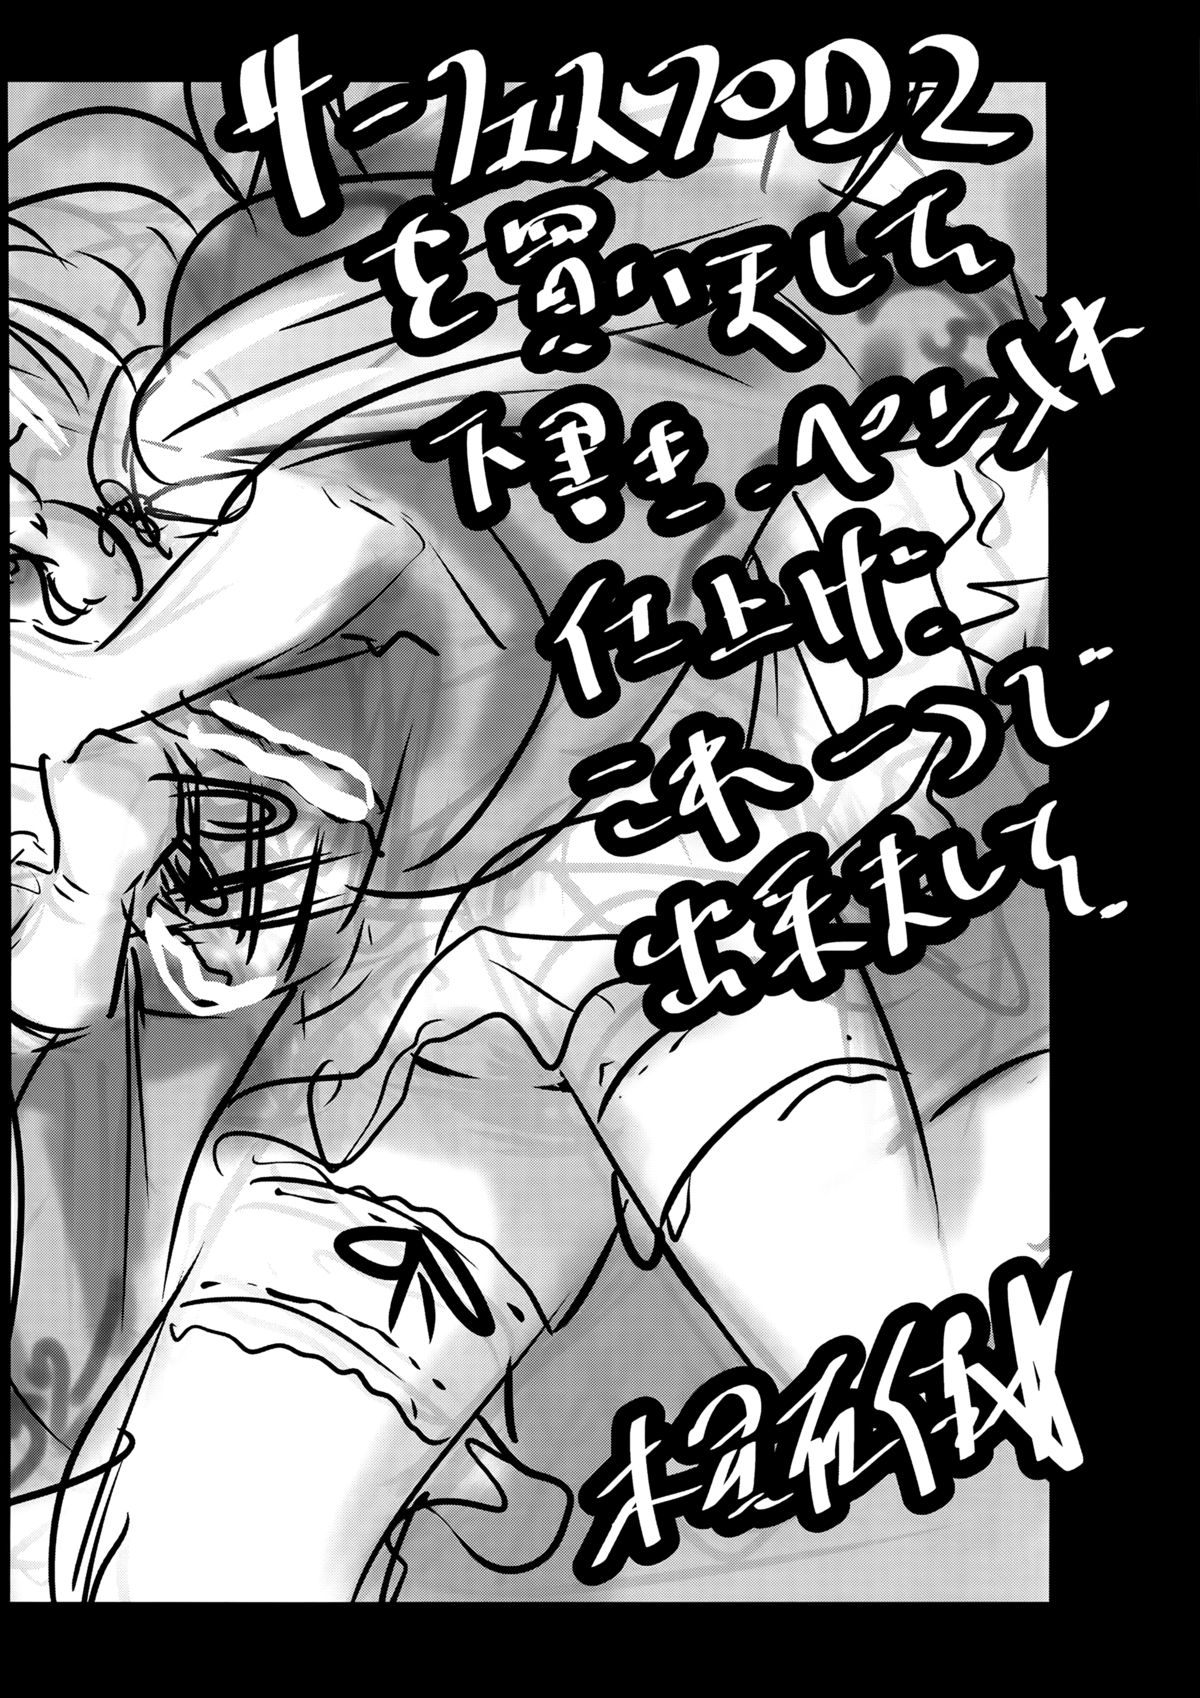 サーフェスプロ2
を買いまして
下書き、ペン入れ
仕上げ。
これ一つで
出来まして、